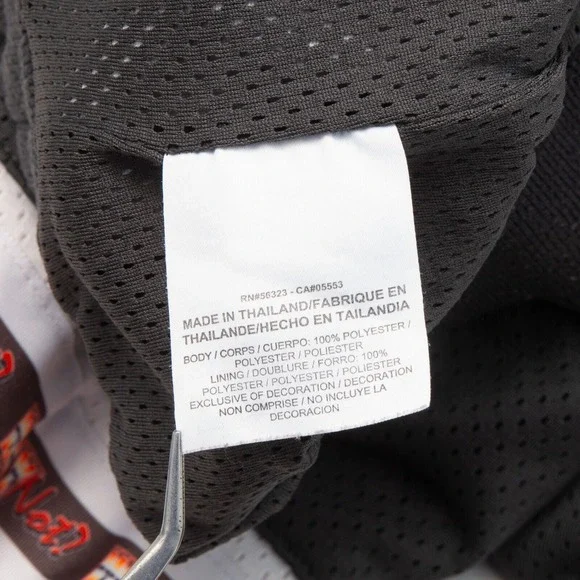 RN#56323 - CA#05553
MADE IN THAILAND/FABRIQUE EN
THAILANDE/HECHO EN TAILANDIA
BODY / CORPS / CUERPO: 100% POLYESTER /
POLYESTER / POLIESTER
LINING / DOUBLURE / FORRO: 100%
POLYESTER / POLYESTER / POLIESTER
EXCLUSIVE OF DECORATION / DECORATION
NON COMPRISE / NO INCLUYE LA
DECORACION
Not?